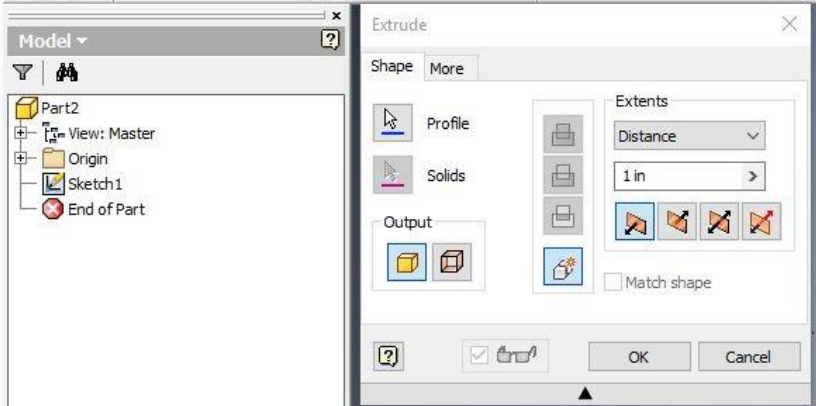 Model
Part2
View: Master
Origin
Sketch1
End of Part
Extrude
Shape More
Profile
Solids
Output
Extents
Distance
1 in
Match shape
OK Cancel